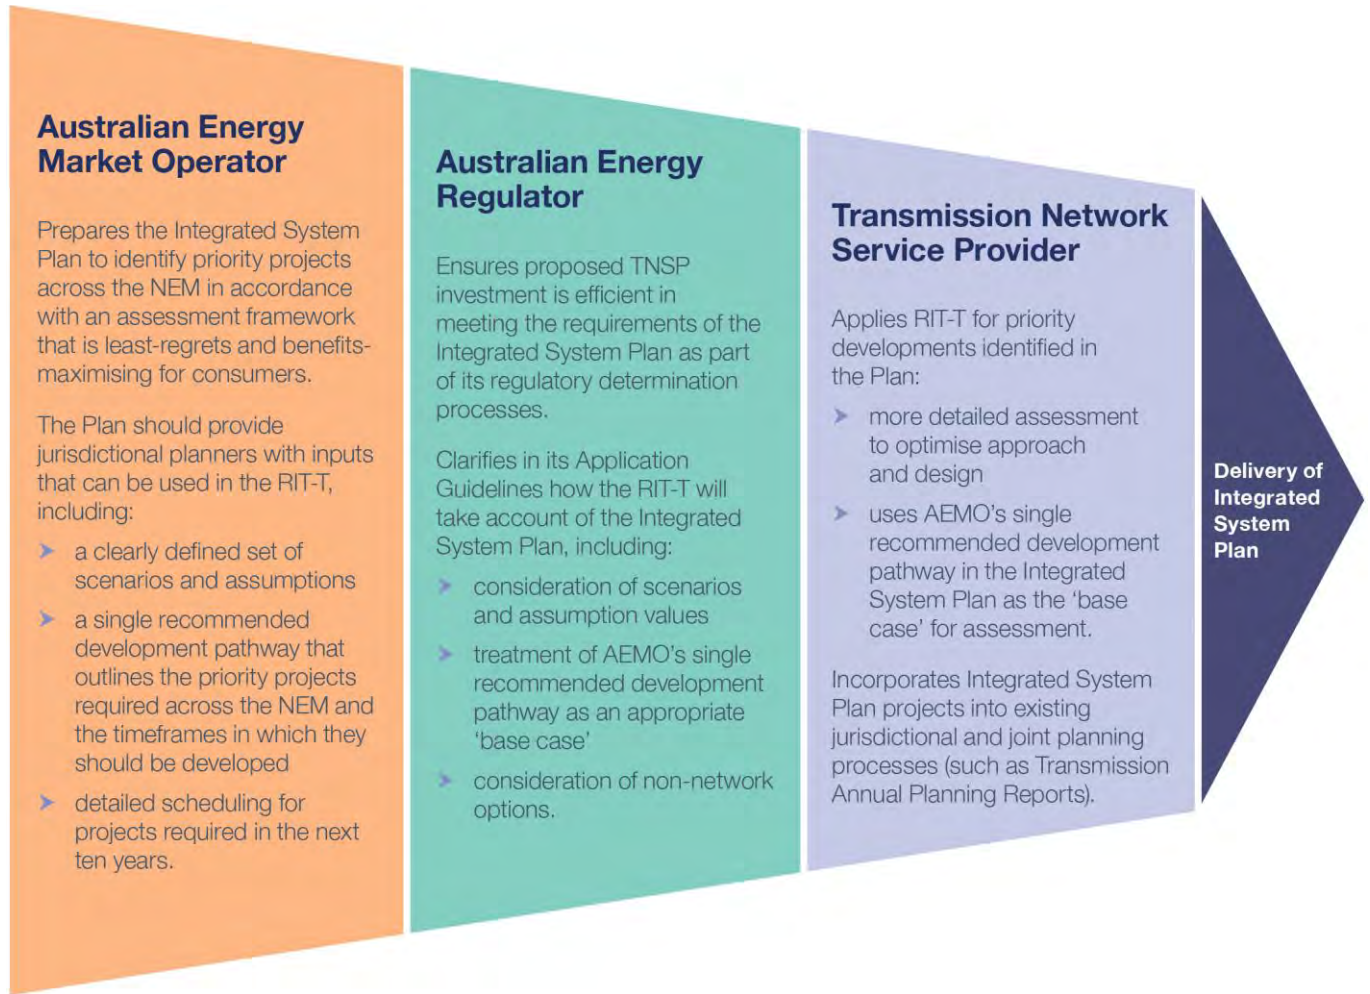 Australian Energy
Market Operator
Prepares the Integrated System
Plan to identify priority projects
across the NEM in accordance
with an assessment framework
that is least-regrets and benefits-
maximising for consumers.
The Plan should provide
jurisdictional planners with inputs
that can be used in the RIT-T,
including:
➤ a clearly defined set of
scenarios and assumptions
➤ a single recommended
development pathway that
outlines the priority projects
required across the NEM and
the timeframes in which they
should be developed
➤ detailed scheduling for
projects required in the next
ten years.
Australian Energy
Regulator
Ensures proposed TNSP
investment is efficient in
meeting the requirements of the
Integrated System Plan as part
of its regulatory determination
processes.
Clarifies in its Application
Guidelines how the RIT-T will
take account of the Integrated
System Plan, including:
➤ consideration of scenarios
and assumption values
➤ treatment of AEMO's single
recommended development
pathway as an appropriate
'base case'
➤ consideration of non-network
options.
Transmission Network
Service Provider
Applies RIT-T for priority
developments identified in
the Plan:
➤ more detailed assessment
to optimise approach
and design
➤ uses AEMO's single
recommended development
pathway in the Integrated
System Plan as the 'base
case' for assessment.
Incorporates Integrated System
Plan projects into existing
jurisdictional and joint planning
processes (such as Transmission
Annual Planning Reports).
Delivery of
Integrated
System
Plan